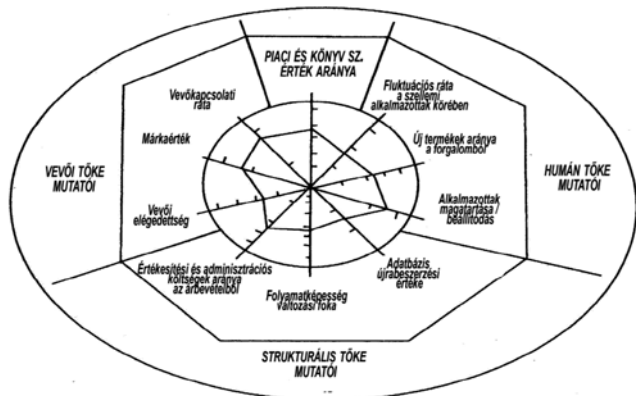 PIACI ÉS KÖNYV SZ.
ÉRTÉK ARÁNYA
Vevőkapcsolati
ráta
Fluktuációs ráta
a szellemi
alkalmazottak körében
Márkaérték
Új termékek aránya
a forgalomból
VEVŐI TŐKE
MUTATÓI
HUMÁN TŐKE
MUTATÓI
Vevői
elégedettség
Alkalmazottak
magatartása /
beállítódás
Értékesítési és adminisztrációs
költségek aránya
az árbevételből
Adatbázis
újrabeszerzési
értéke
Folyamatképesség
változási foka
STRUKTURÁLIS TŐKE
MUTATÓI